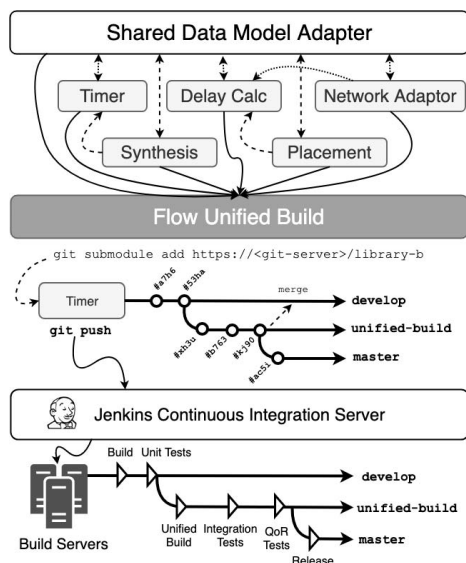 Shared Data Model Adapter
Timer
Delay Calc
Network Adaptor
Synthesis
Placement
Flow Unified Build
git submodule add https://<git-server>/library-b
#a7h6
#53ha
merge
Timer
develop
git push
#xh3u
#b763
#kj90
unified-build
#ac5i
master
Jenkins Continuous Integration Server
Build
Unit Tests
develop
unified-build
Unified
Build
Integration
Tests
QoR
Tests
master
Build Servers
Release